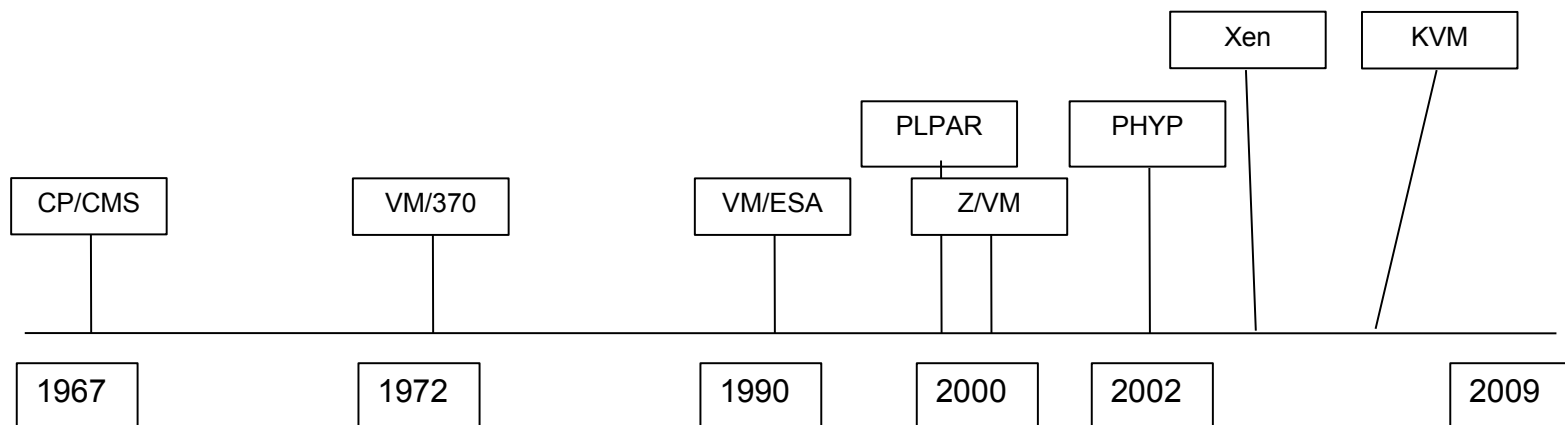 Xen
KVM
PLPAR
PHYP
CP/CMS
VM/370
VM/ESA
Z/VM
1967
1972
1990
2000
2002
2009